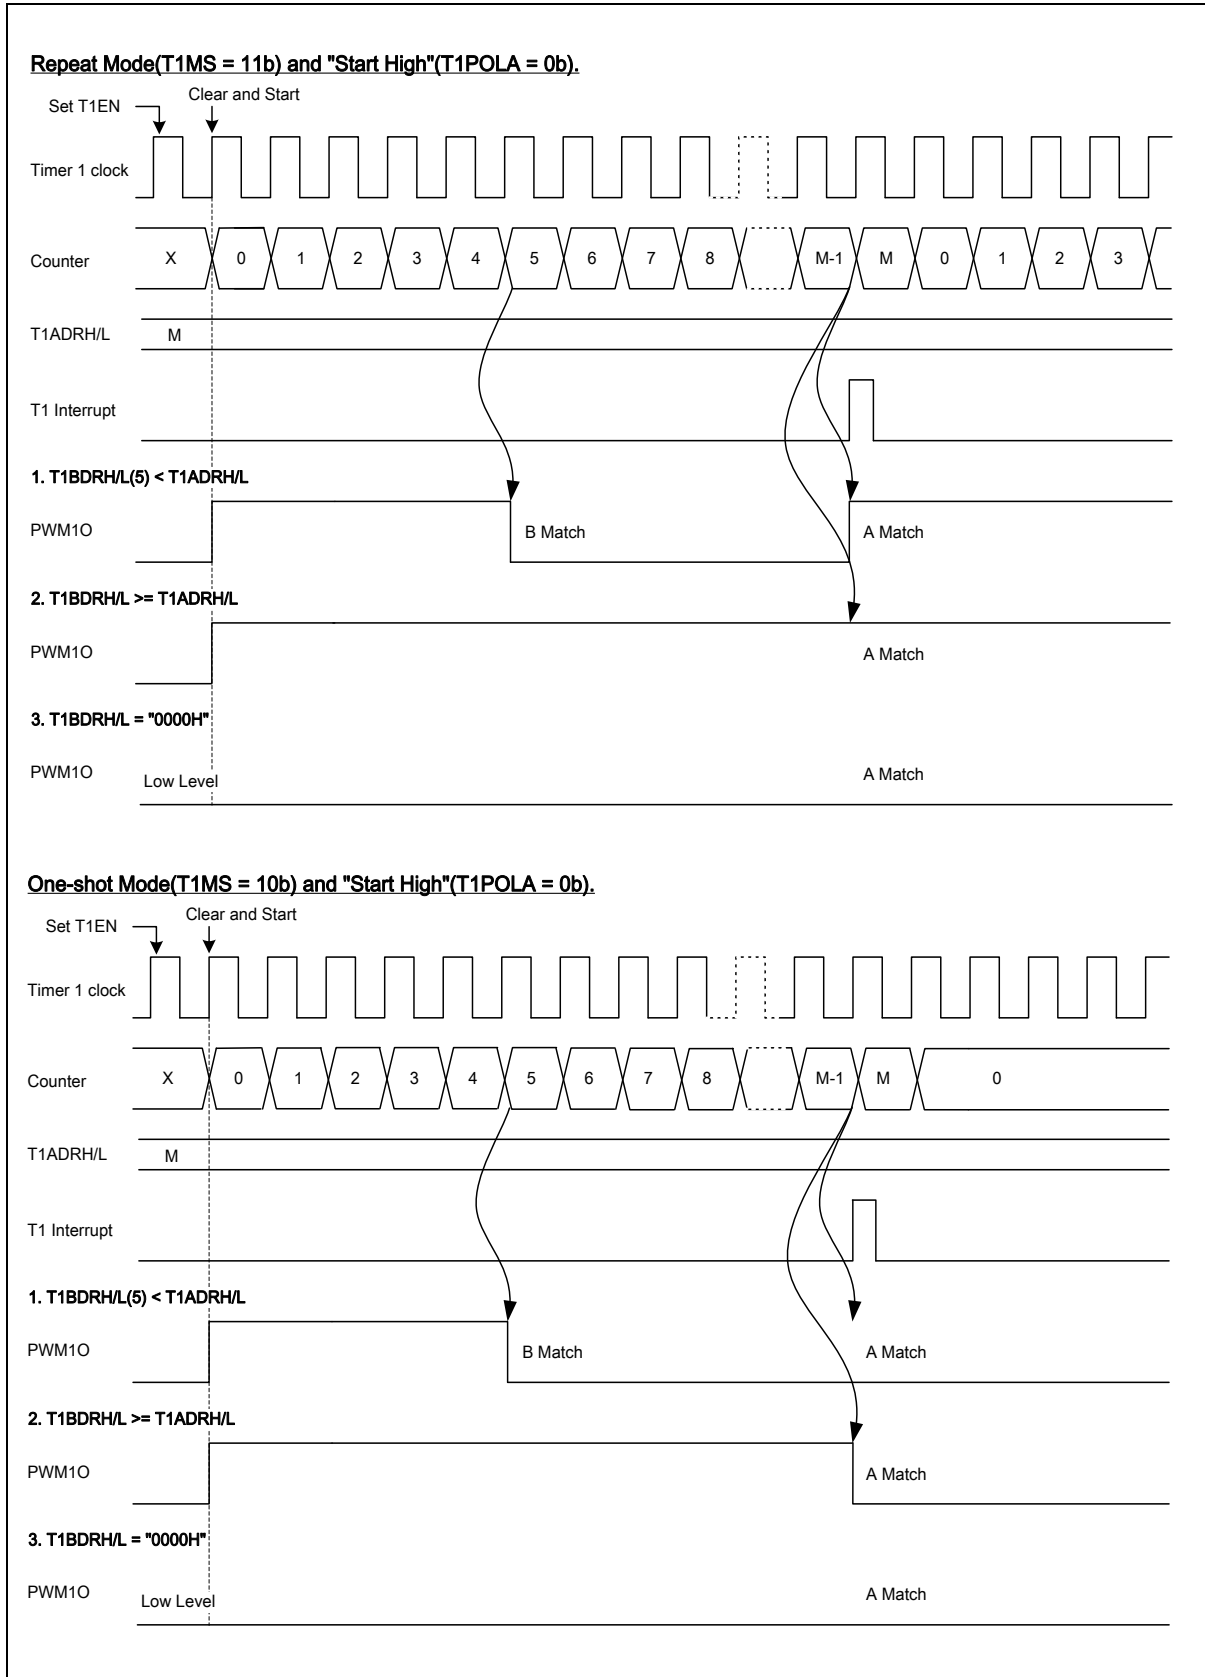 Repeat Mode(T1MS = 11b) and "Start High"(T1POLA = 0b).
Set T1EN
Clear and Start
Timer 1 clock
Counter X 0 1 2 3 4 5 6 7 8 M-1 M 0 1 2 3
T1ADRH/L M
T1 Interrupt
1. T1BDRH/L(5) < T1ADRH/L
PWM1O B Match A Match
2. T1BDRH/L >= T1ADRH/L
PWM1O A Match
3. T1BDRH/L = "0000H"
PWM1O Low Level A Match
One-shot Mode(T1MS = 10b) and "Start High"(T1POLA = 0b).
Set T1EN
Clear and Start
Timer 1 clock
Counter X 0 1 2 3 4 5 6 7 8 M-1 M 0
T1ADRH/L M
T1 Interrupt
1. T1BDRH/L(5) < T1ADRH/L
PWM1O B Match A Match
2. T1BDRH/L >= T1ADRH/L
PWM1O A Match
3. T1BDRH/L = "0000H"
PWM1O Low Level A Match